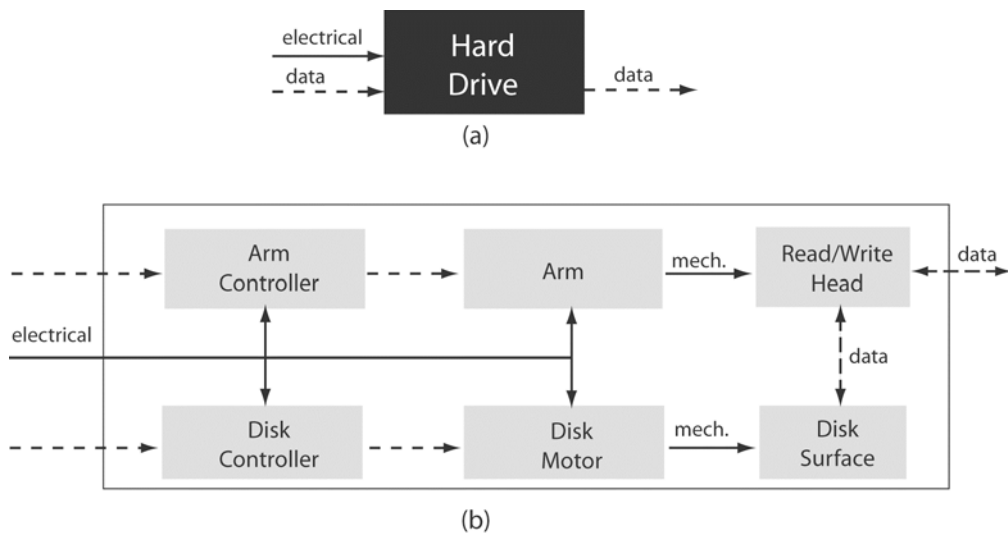 electrical
data
Hard
Drive
data
(a)
Arm
Controller
Arm
mech.
Read/Write
Head
data
electrical
data
Disk
Controller
Disk
Motor
mech.
Disk
Surface
(b)